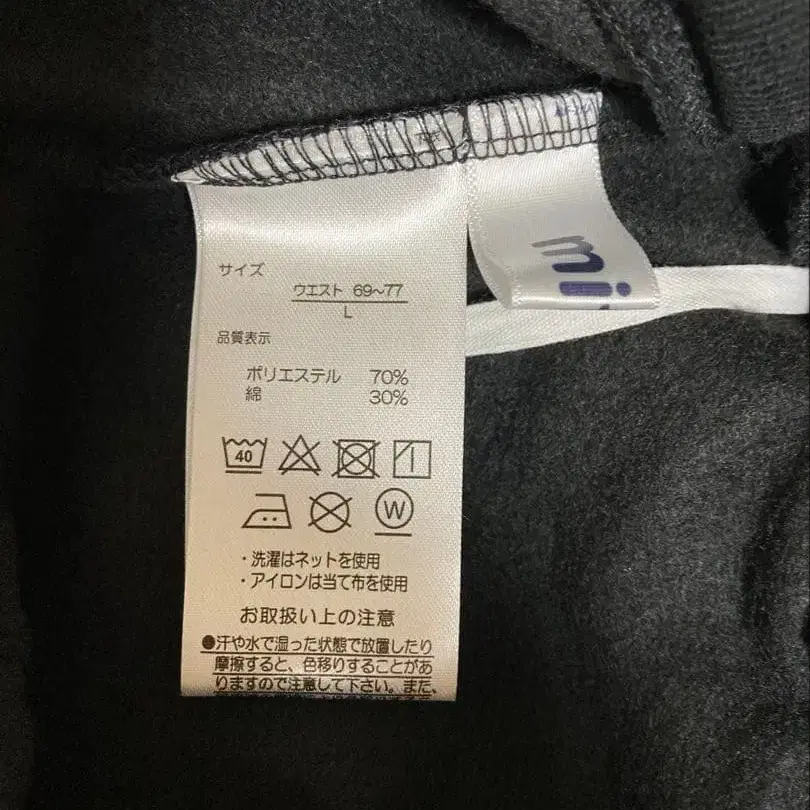 サイズ
ウエスト 69～77
L
品質表示
ポリエステル 70%
綿 30%
40
W
・洗濯はネットを使用
・アイロンは当て布を使用
お取扱い上の注意
●汗や水で湿った状態で放置したり
摩擦すると、色移りすることがあ
りますので注意して下さい。また、
mi